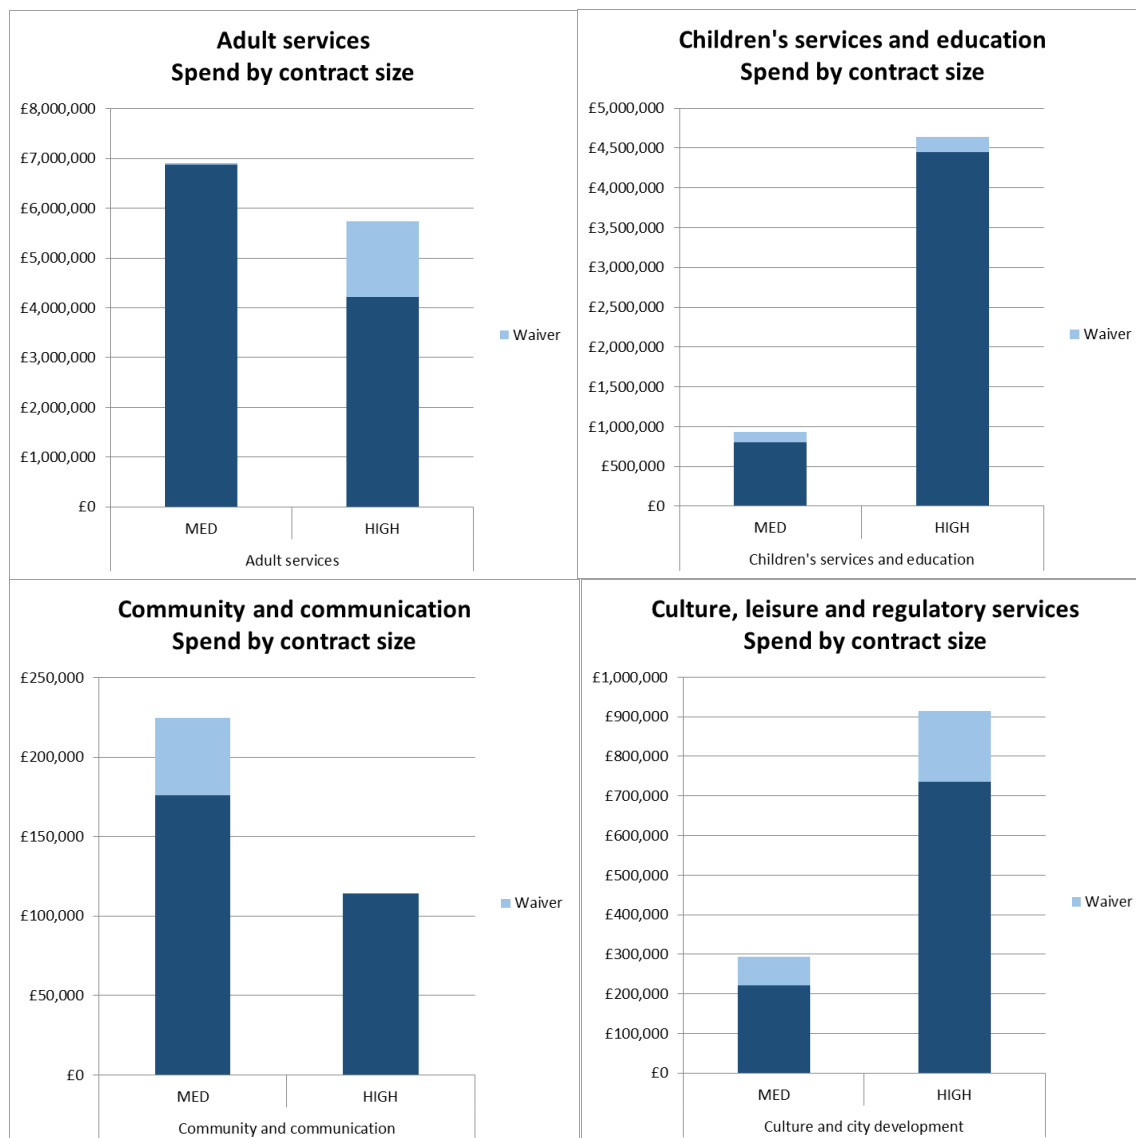 Adult services
Spend by contract size
£8,000,000
£7,000,000
£6,000,000
£5,000,000
£4,000,000
£3,000,000
£2,000,000
£1,000,000
£0
MED
HIGH
Adult services
Waiver
Children's services and education
Spend by contract size
£5,000,000
£4,500,000
£4,000,000
£3,500,000
£3,000,000
£2,500,000
£2,000,000
£1,500,000
£1,000,000
£500,000
£0
MED
HIGH
Children's services and education
Waiver
Community and communication
Spend by contract size
£250,000
£200,000
£150,000
£100,000
£50,000
£0
MED
HIGH
Community and communication
Waiver
Culture, leisure and regulatory services
Spend by contract size
£1,000,000
£900,000
£800,000
£700,000
£600,000
£500,000
£400,000
£300,000
£200,000
£100,000
£0
MED
HIGH
Culture and city development
Waiver